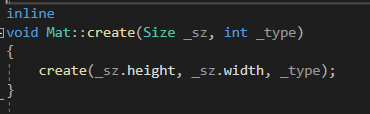 inline
void Mat::create(Size _sz, int _type)
{
    create(_sz.height, _sz.width, _type);
}